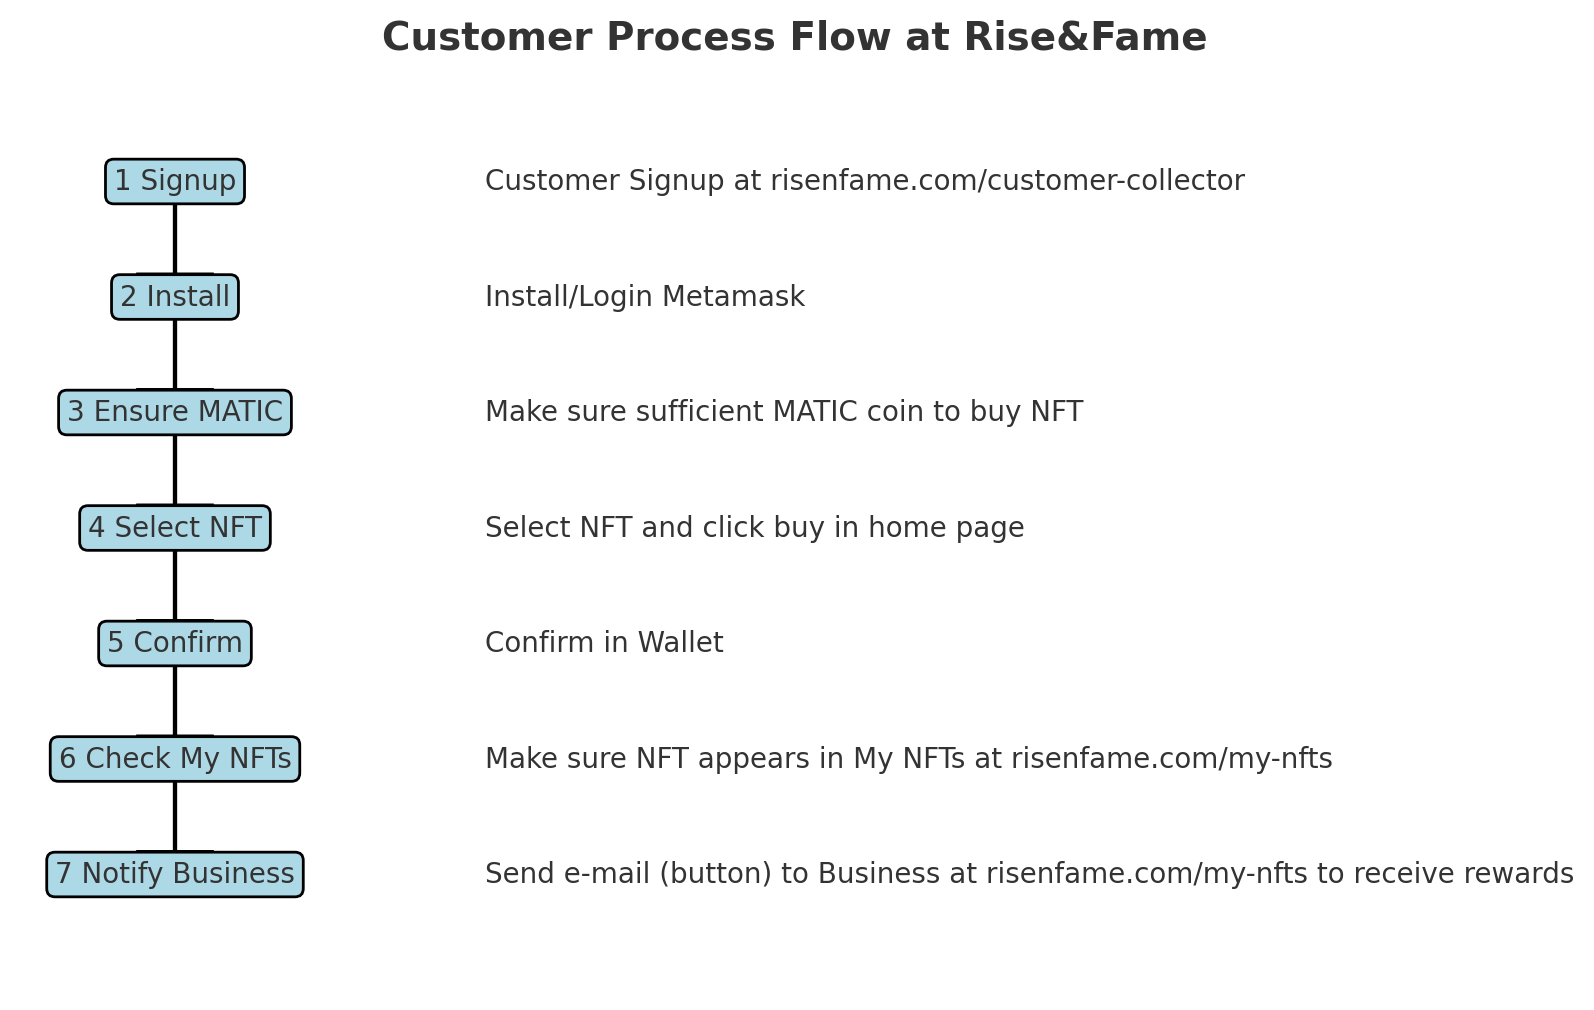 Customer Process Flow at Rise&Fame
1 Signup
Customer Signup at risenfame.com/customer-collector
2 Install
Install/Login Metamask
3 Ensure MATIC
Make sure sufficient MATIC coin to buy NFT
4 Select NFT
Select NFT and click buy in home page
5 Confirm
Confirm in Wallet
6 Check My NFTs
Make sure NFT appears in My NFTs at risenfame.com/my-nfts
7 Notify Business
Send e-mail (button) to Business at risenfame.com/my-nfts to receive rewards